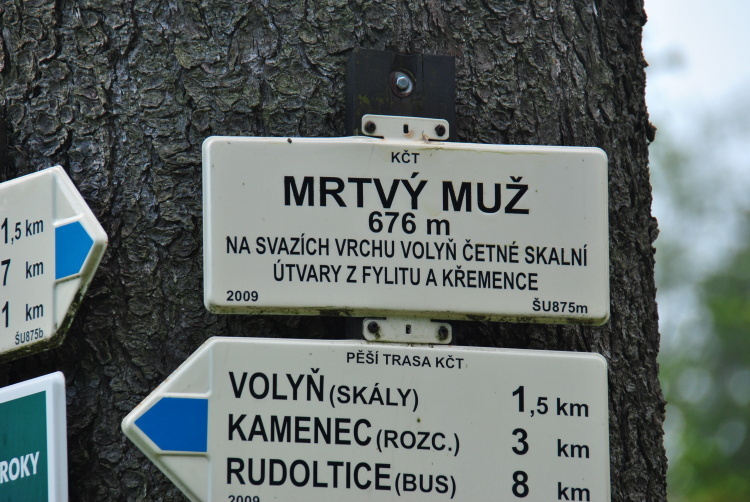 KČT
MRTVÝ MUŽ
676 m
NA SVAZÍCH VRCHU VOLYŇ ČETNÉ SKALNÍ
ÚTVARY Z FYLITU A KŘEMENCE
2009 ŠU875m
PĚŠÍ TRASA KČT
VOLYŇ (SKÁLY) 1,5 km
KAMENEC (ROZC.) 3 km
RUDOLTICE (BUS) 8 km
2009
1,5 km
7 km
1 km
ŠU875b
ROKY